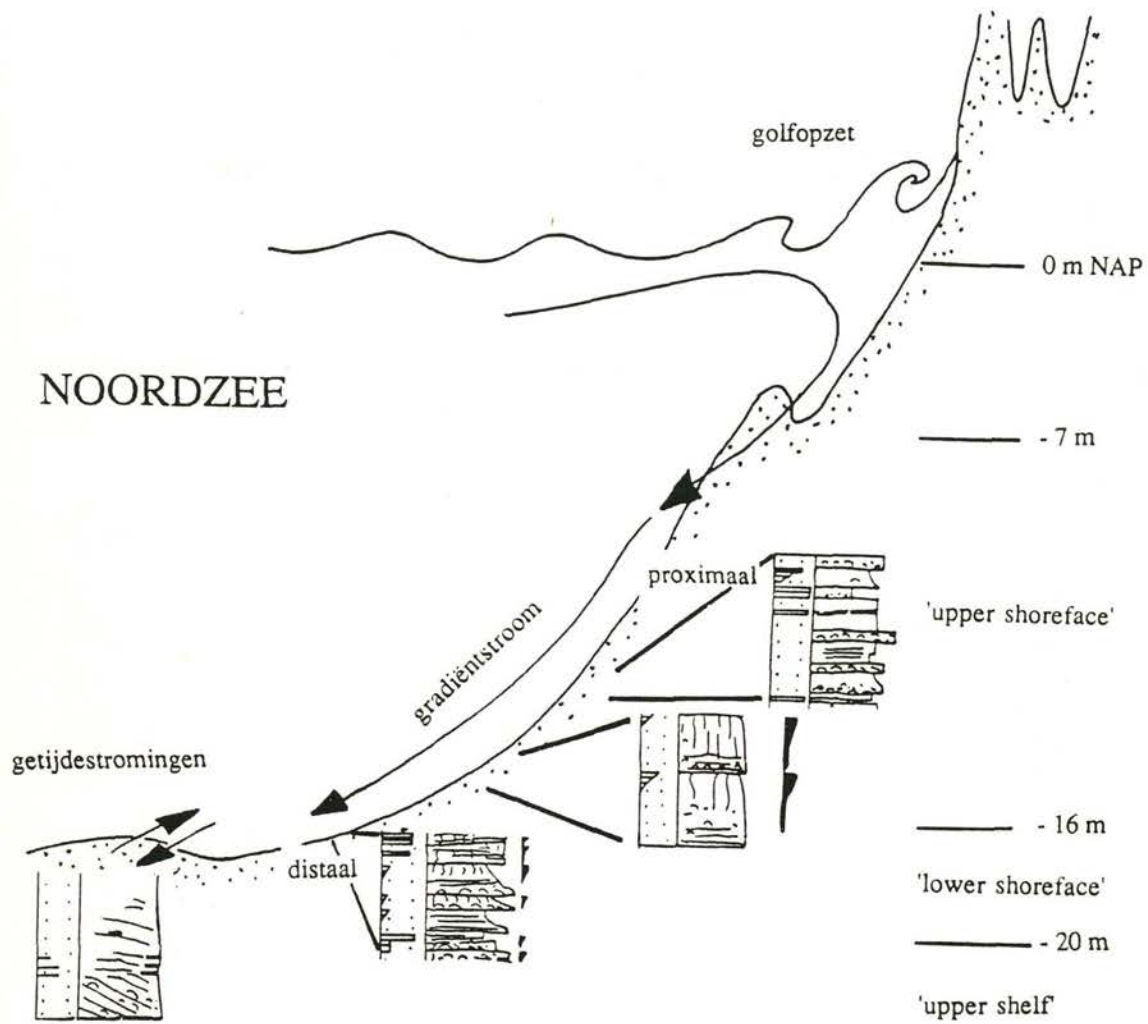 golfopzet
0 m NAP
NOORDZEE
- 7 m
proximaal
'upper shoreface'
gradiëntstroom
getijdestromingen
- 16 m
distaal
'lower shoreface'
- 20 m
'upper shelf'